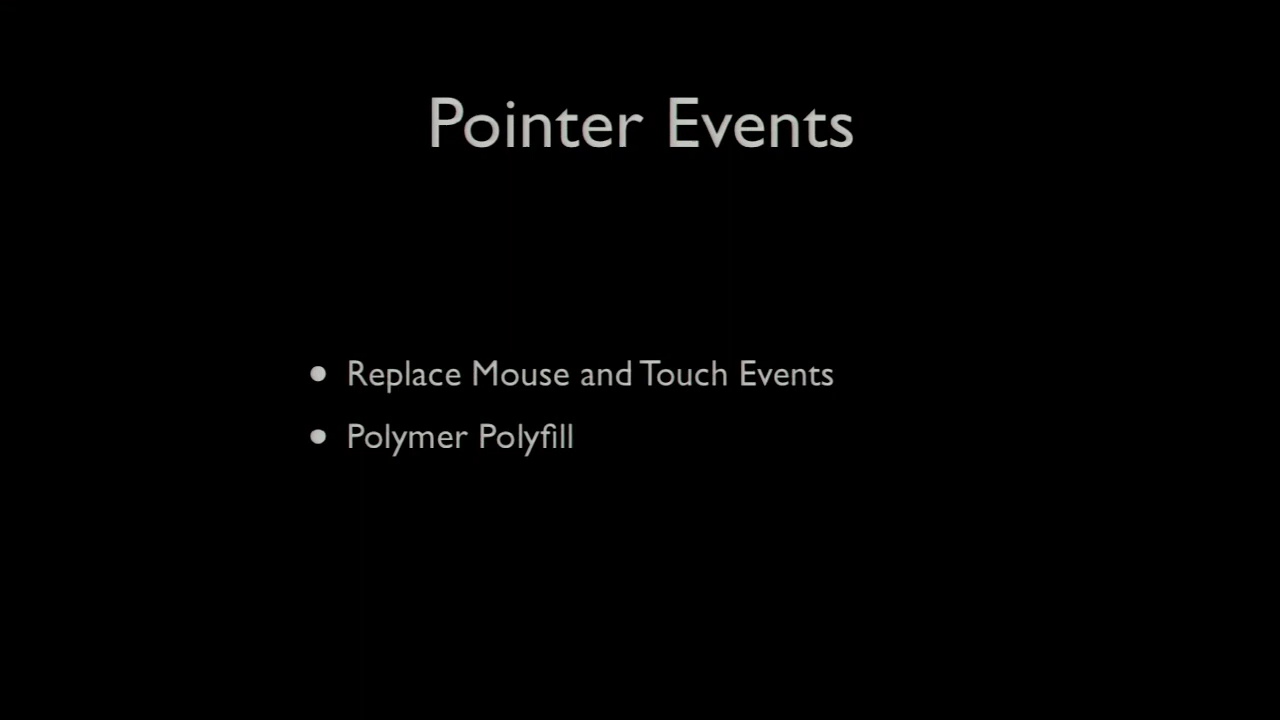 Pointer Events
• Replace Mouse and Touch Events
• Polymer Polyfill